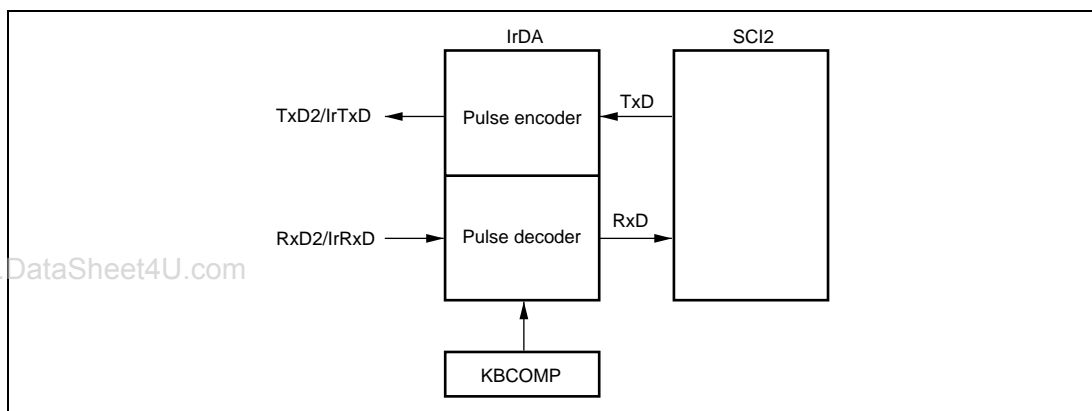 IrDA
SCI2
TxD2/IrTxD
Pulse encoder
TxD
RxD2/IrRxD
Pulse decoder
RxD
.DataSheet4U.com
KBCOMP